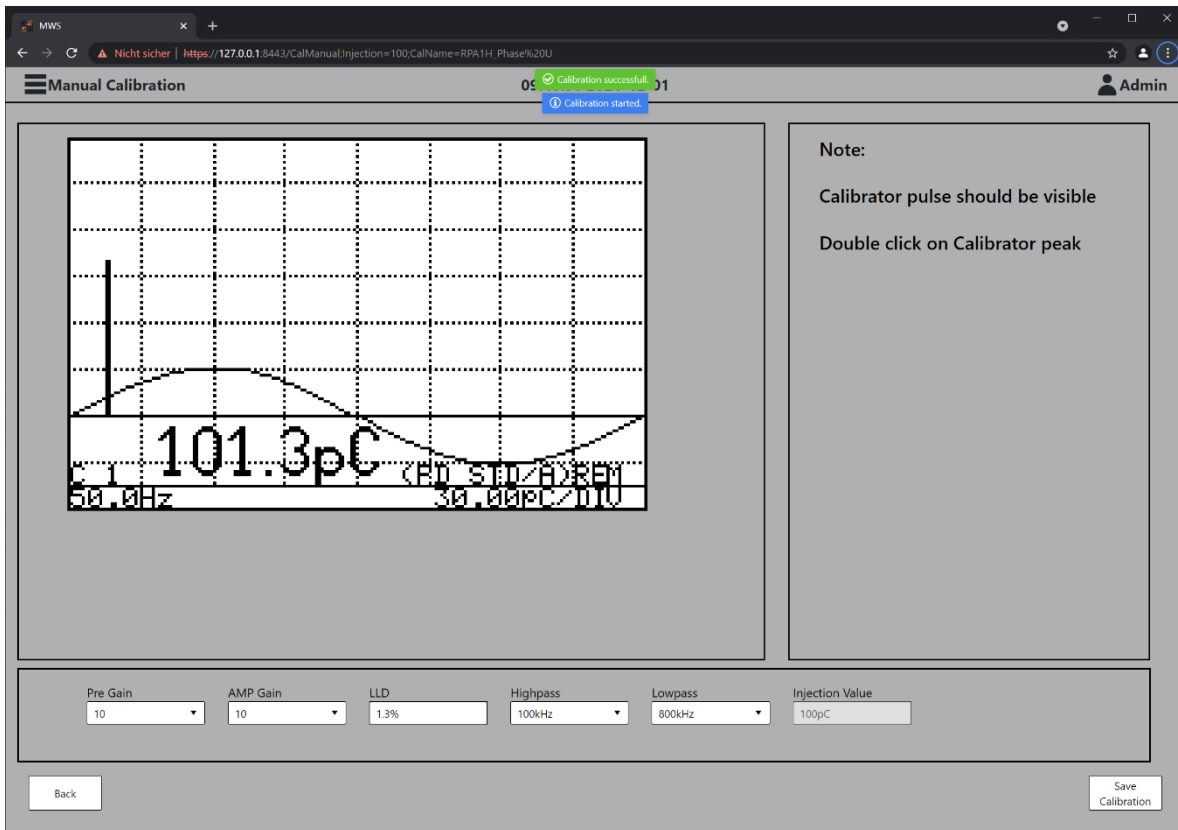 MWS
Nicht sicher | https://127.0.0.1:8443/CalManual;Injection=100;CalName=RPA1H_Phase%20U
Manual Calibration
Calibration successfull.
Calibration started.
Admin
Note:
Calibrator pulse should be visible
Double click on Calibrator peak
101.3pC
C 1
(PD STD/A)RPM
50.0Hz
30.00pC/DIV
Pre Gain
AMP Gain
LLD
Highpass
Lowpass
Injection Value
10
10
1.3%
100kHz
800kHz
100pC
Back
Save
Calibration